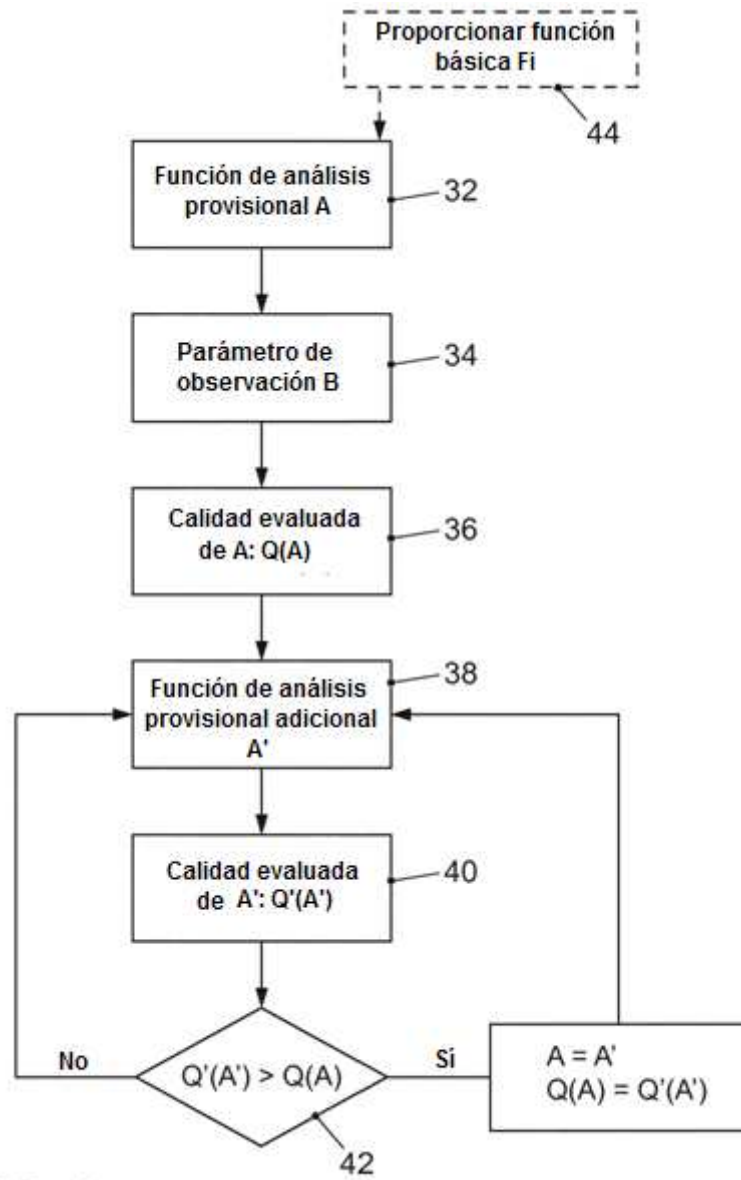 Proporcionar función
básica Fi
44
Función de análisis
provisional A
32
Parámetro de
observación B
34
Calidad evaluada
de A: Q(A)
36
38
Función de análisis
provisional adicional
A'
Calidad evaluada
de A': Q'(A')
40
No
Q'(A') > Q(A)
Sí
A = A'
Q(A) = Q'(A')
42